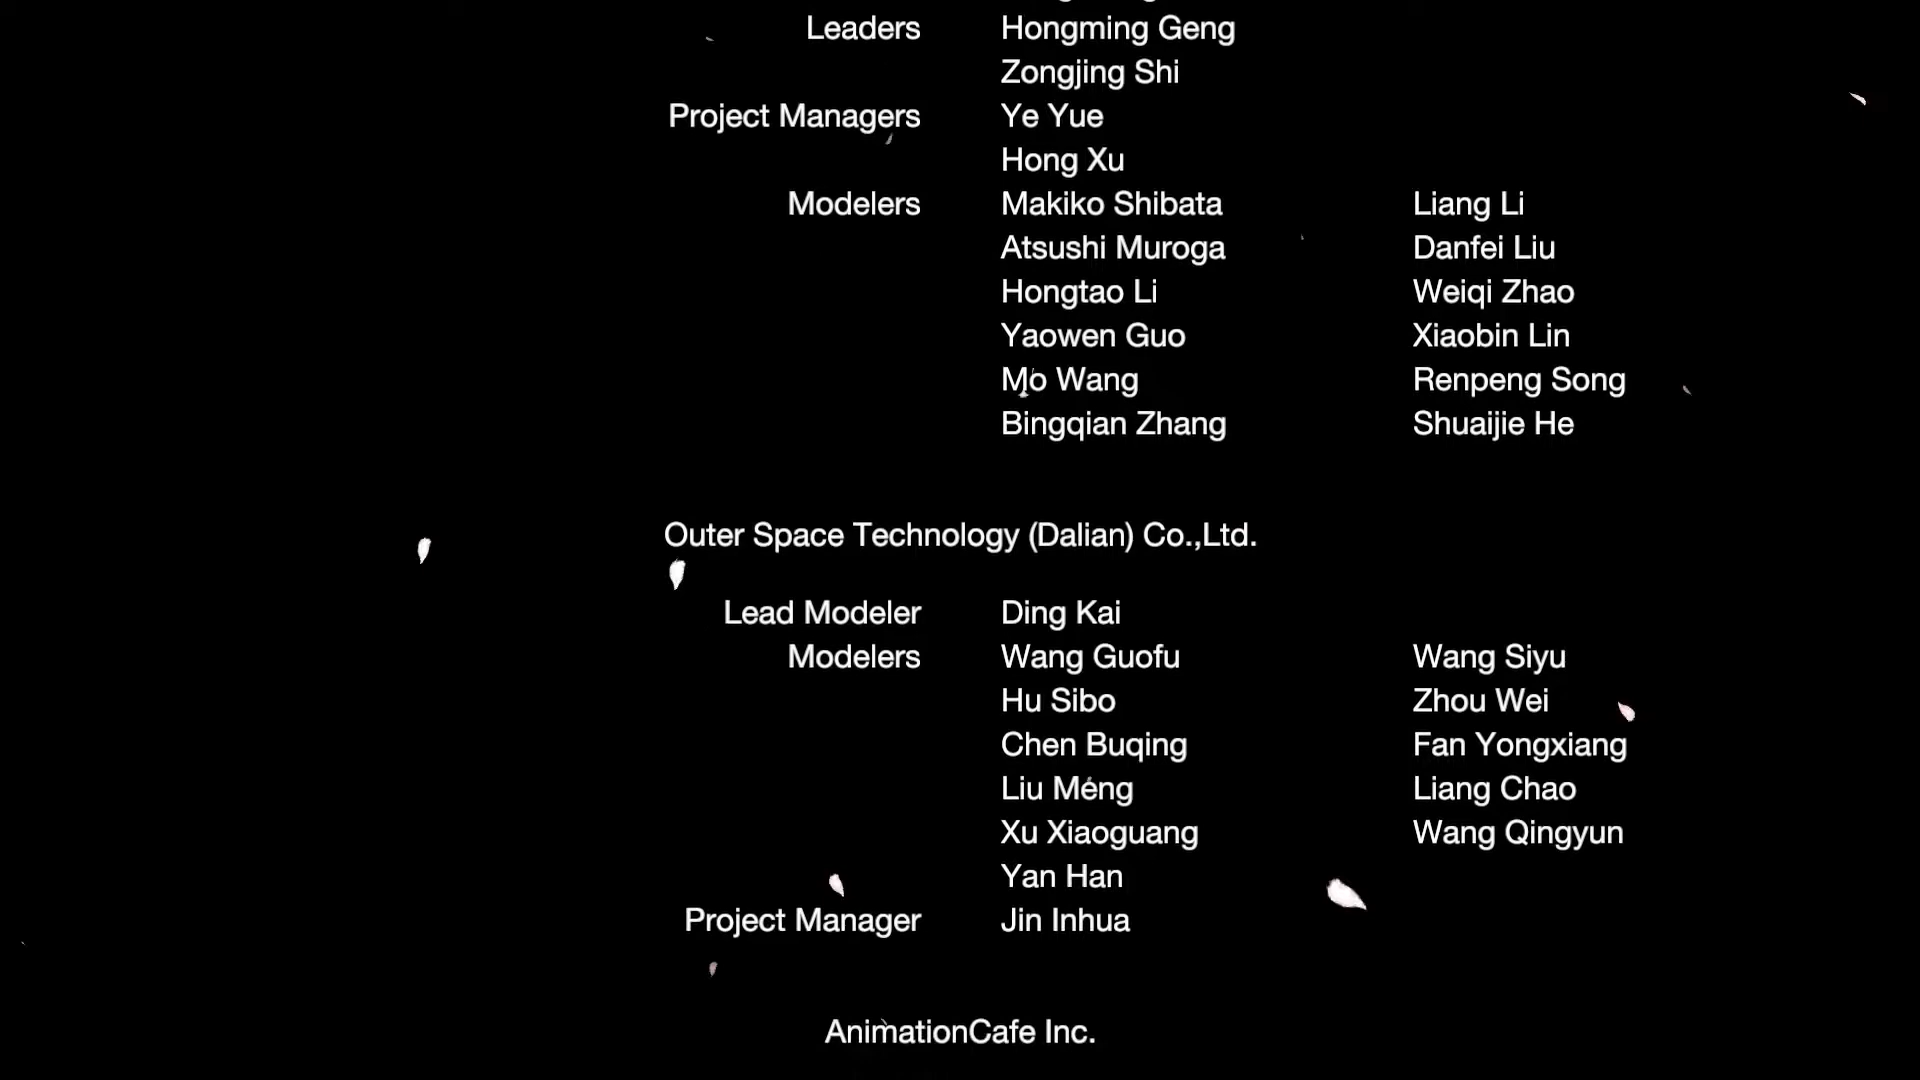 Leaders Hongming Geng
Zongjing Shi
Project Managers Ye Yue
Hong Xu
Modelers Makiko Shibata Liang Li
Atsushi Muroga Danfei Liu
Hongtao Li Weiqi Zhao
Yaowen Guo Xiaobin Lin
Mo Wang Renpeng Song
Bingqian Zhang Shuaijie He
Outer Space Technology (Dalian) Co.,Ltd.
Lead Modeler Ding Kai
Modelers Wang Guofu Wang Siyu
Hu Sibo Zhou Wei
Chen Buqing Fan Yongxiang
Liu Meng Liang Chao
Xu Xiaoguang Wang Qingyun
Yan Han
Project Manager Jin Inhua
AnimationCafe Inc.